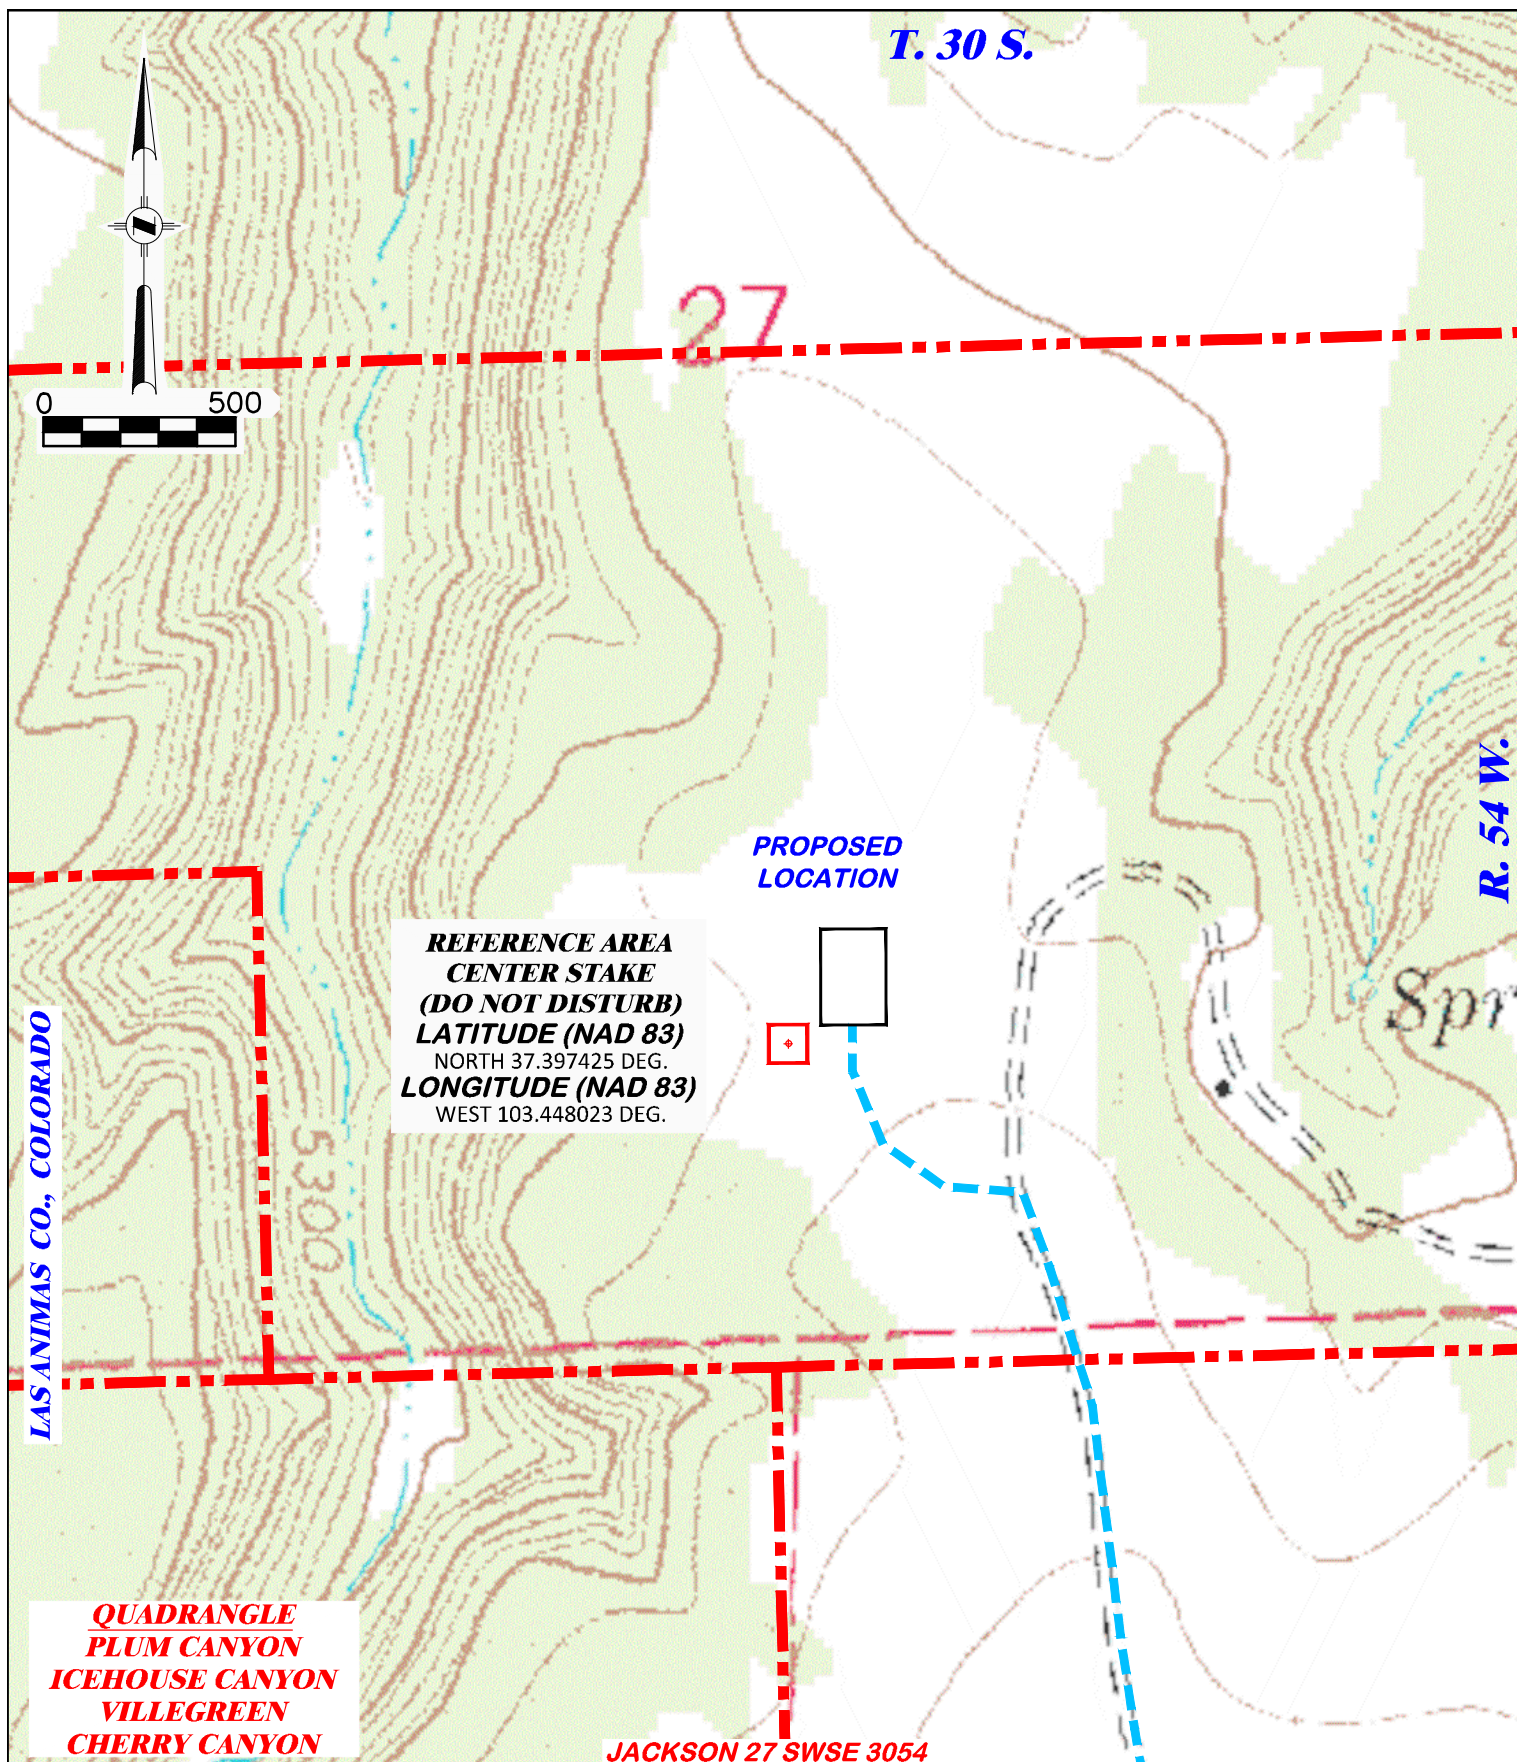 T. 30 S.
27
0 500
R. 54 W.
PROPOSED
LOCATION
REFERENCE AREA
CENTER STAKE
(DO NOT DISTURB)
LATITUDE (NAD 83)
NORTH 37.397425 DEG.
LONGITUDE (NAD 83)
WEST 103.448023 DEG.
Spr
LAS ANIMAS CO., COLORADO
5300
QUADRANGLE
PLUM CANYON
ICEHOUSE CANYON
VILLEGREEN
CHERRY CANYON
JACKSON 27 SWSE 3054